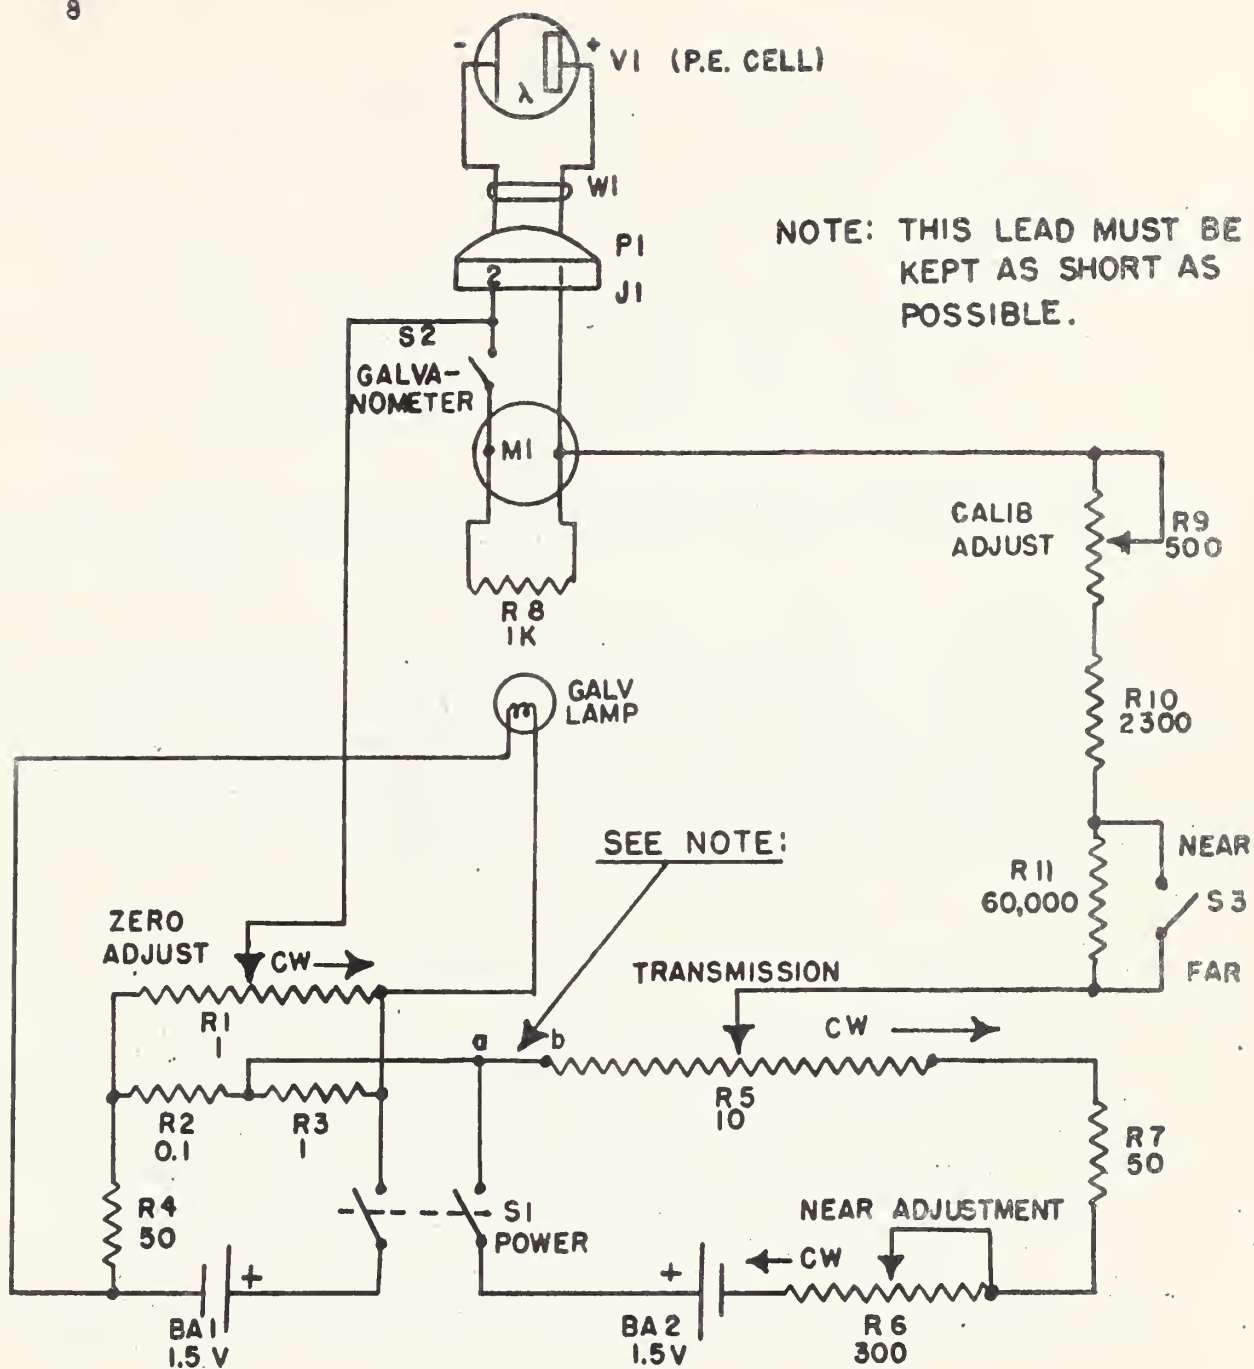 8
- + V1 (P.E. CELL)
λ
W1
P1
2 1
J1
NOTE: THIS LEAD MUST BE
KEPT AS SHORT AS
POSSIBLE.
S2
GALVA-
NOMETER
M1
CALIB
ADJUST
R9
500
R8
1K
GALV
LAMP
R10
2300
SEE NOTE:
NEAR
R11
60,000
S3
FAR
ZERO
ADJUST
CW
TRANSMISSION
CW
R1
1
a b
R5
10
R2
0.1
R3
1
R7
50
R4
50
S1
POWER
NEAR ADJUSTMENT
CW
+
BA1
1.5 V
+
BA2
1.5V
R6
300